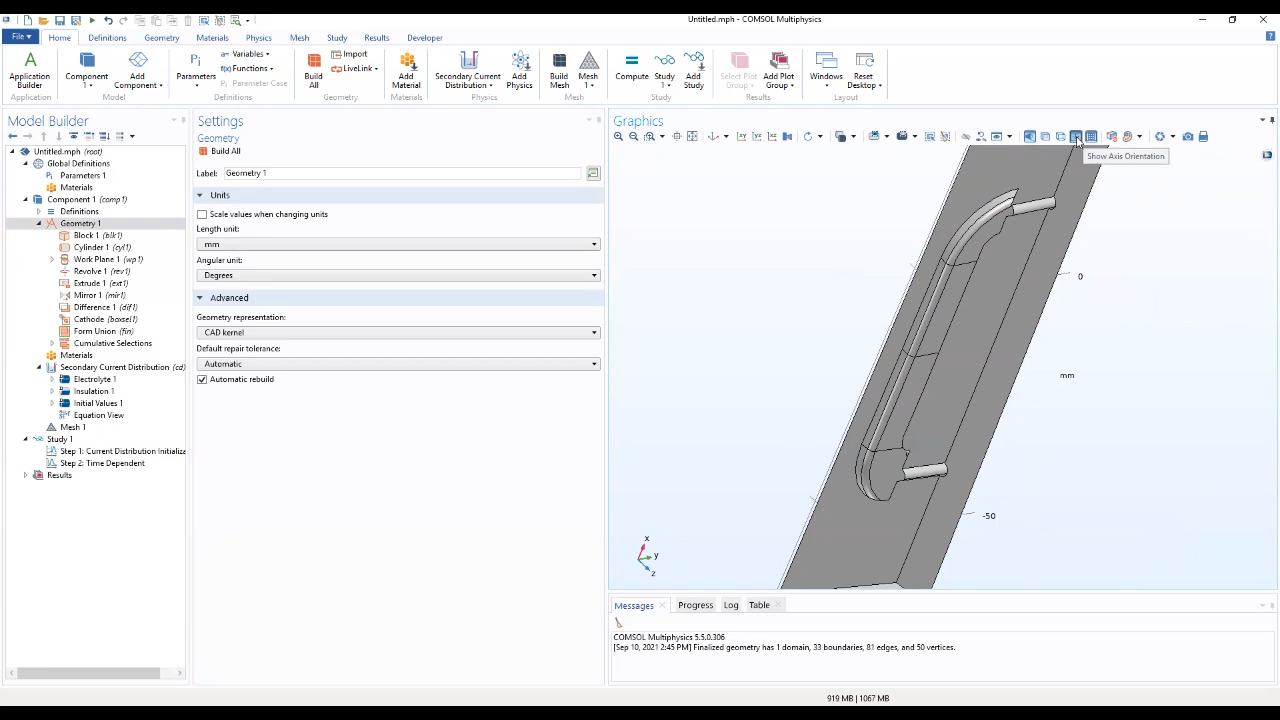 Untitled.mph - COMSOL Multiphysics
File
Home
Definitions
Geometry
Materials
Physics
Mesh
Study
Results
Developer
Application
Builder
Application
Component
1
Add
Component
Model
Parameters
1
a= Variables
f(x) Functions
Pi Parameter Case
Definitions
Build
All
Import
LiveLink
Geometry
Add
Material
Materials
Secondary Current
Distribution
Add
Physics
Physics
Build
Mesh
Mesh
1
Mesh
Compute
Study
1
Add
Study
Study
Select Plot
Group
Add Plot
Group
Results
Windows
Reset
Desktop
Layout
Model Builder
Untitled.mph (root)
Global Definitions
Parameters 1
Materials
Component 1 (comp1)
Definitions
Geometry 1
Block 1 (blk1)
Cylinder 1 (cyl1)
Work Plane 1 (wp1)
Revolve 1 (rev1)
Extrude 1 (ext1)
Mirror 1 (mir1)
Difference 1 (dif1)
Cathode (boxsel1)
Form Union (fin)
Cumulative Selections
Materials
Secondary Current Distribution (cd)
Electrolyte 1
Insulation 1
Initial Values 1
Equation View
Mesh 1
Study 1
Step 1: Current Distribution Initializa
Step 2: Time Dependent
Results
Settings
Geometry
Build All
Label: Geometry 1
Units
Scale values when changing units
Length unit:
mm
Angular unit:
Degrees
Advanced
Geometry representation:
CAD kernel
Default repair tolerance:
Automatic
Automatic rebuild
Graphics
Show Axis Orientation
0
mm
-50
x
y
z
Messages
Progress
Log
Table
COMSOL Multiphysics 5.5.0.306
[Sep 10, 2021 2:45 PM] Finalized geometry has 1 domain, 33 boundaries, 81 edges, and 50 vertices.
919 MB | 1067 MB